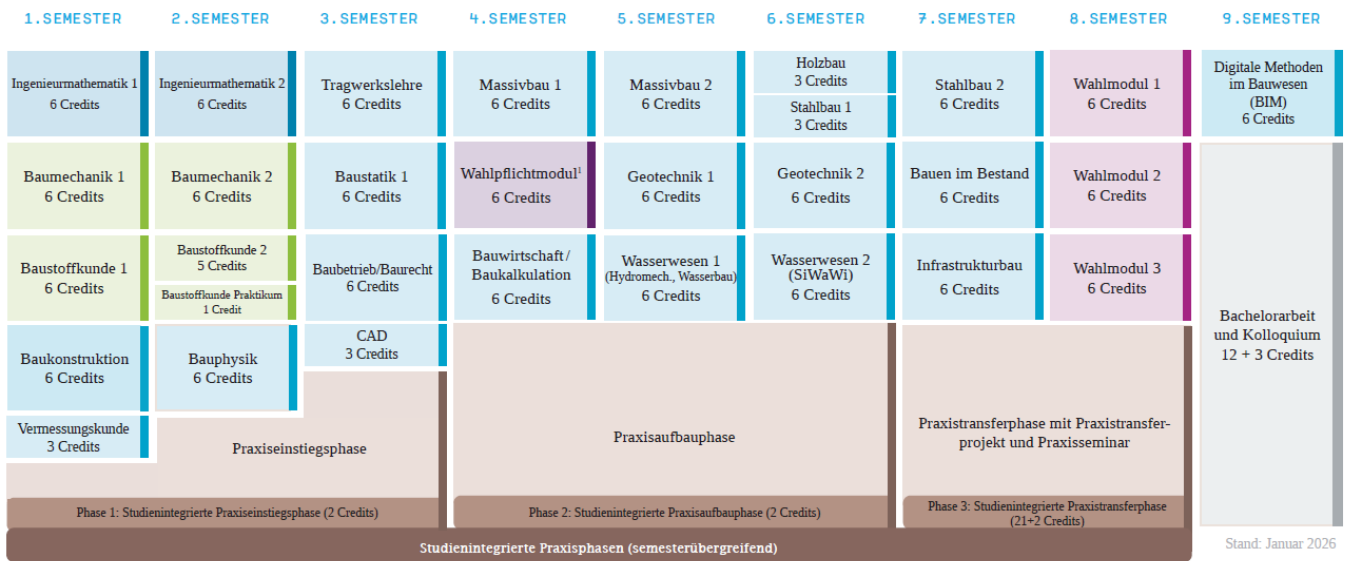 1.SEMESTER
2.SEMESTER
3.SEMESTER
4.SEMESTER
5.SEMESTER
6.SEMESTER
7.SEMESTER
8.SEMESTER
9.SEMESTER
Ingenieurmathematik 1
6 Credits
Ingenieurmathematik 2
6 Credits
Tragwerkslehre
6 Credits
Massivbau 1
6 Credits
Massivbau 2
6 Credits
Holzbau
3 Credits
Stahlbau 1
3 Credits
Stahlbau 2
6 Credits
Wahlmodul 1
6 Credits
Digitale Methoden
im Bauwesen
(BIM)
6 Credits
Baumechanik 1
6 Credits
Baumechanik 2
6 Credits
Baustatik 1
6 Credits
Wahlpflichtmodul¹
6 Credits
Geotechnik 1
6 Credits
Geotechnik 2
6 Credits
Bauen im Bestand
6 Credits
Wahlmodul 2
6 Credits
Baustoffkunde 1
6 Credits
Baustoffkunde 2
5 Credits
Baustoffkunde Praktikum
1 Credit
Baubetrieb/Baurecht
6 Credits
Bauwirtschaft /
Baukalkulation
6 Credits
Wasserwesen 1
(Hydromech., Wasserbau)
6 Credits
Wasserwesen 2
(SiWaWi)
6 Credits
Infrastrukturbau
6 Credits
Wahlmodul 3
6 Credits
Bachelorarbeit
und Kolloquium
12 + 3 Credits
Baukonstruktion
6 Credits
Bauphysik
6 Credits
CAD
3 Credits
Vermessungskunde
3 Credits
Praxiseinstiegsphase
Praxisaufbauphase
Praxistransferphase mit Praxistransfer-
projekt und Praxisseminar
Phase 1: Studienintegrierte Praxiseinstiegsphase (2 Credits)
Phase 2: Studienintegrierte Praxisaufbauphase (2 Credits)
Phase 3: Studienintegrierte Praxistransferphase
(21+2 Credits)
Studienintegrierte Praxisphasen (semesterübergreifend)
Stand: Januar 2026